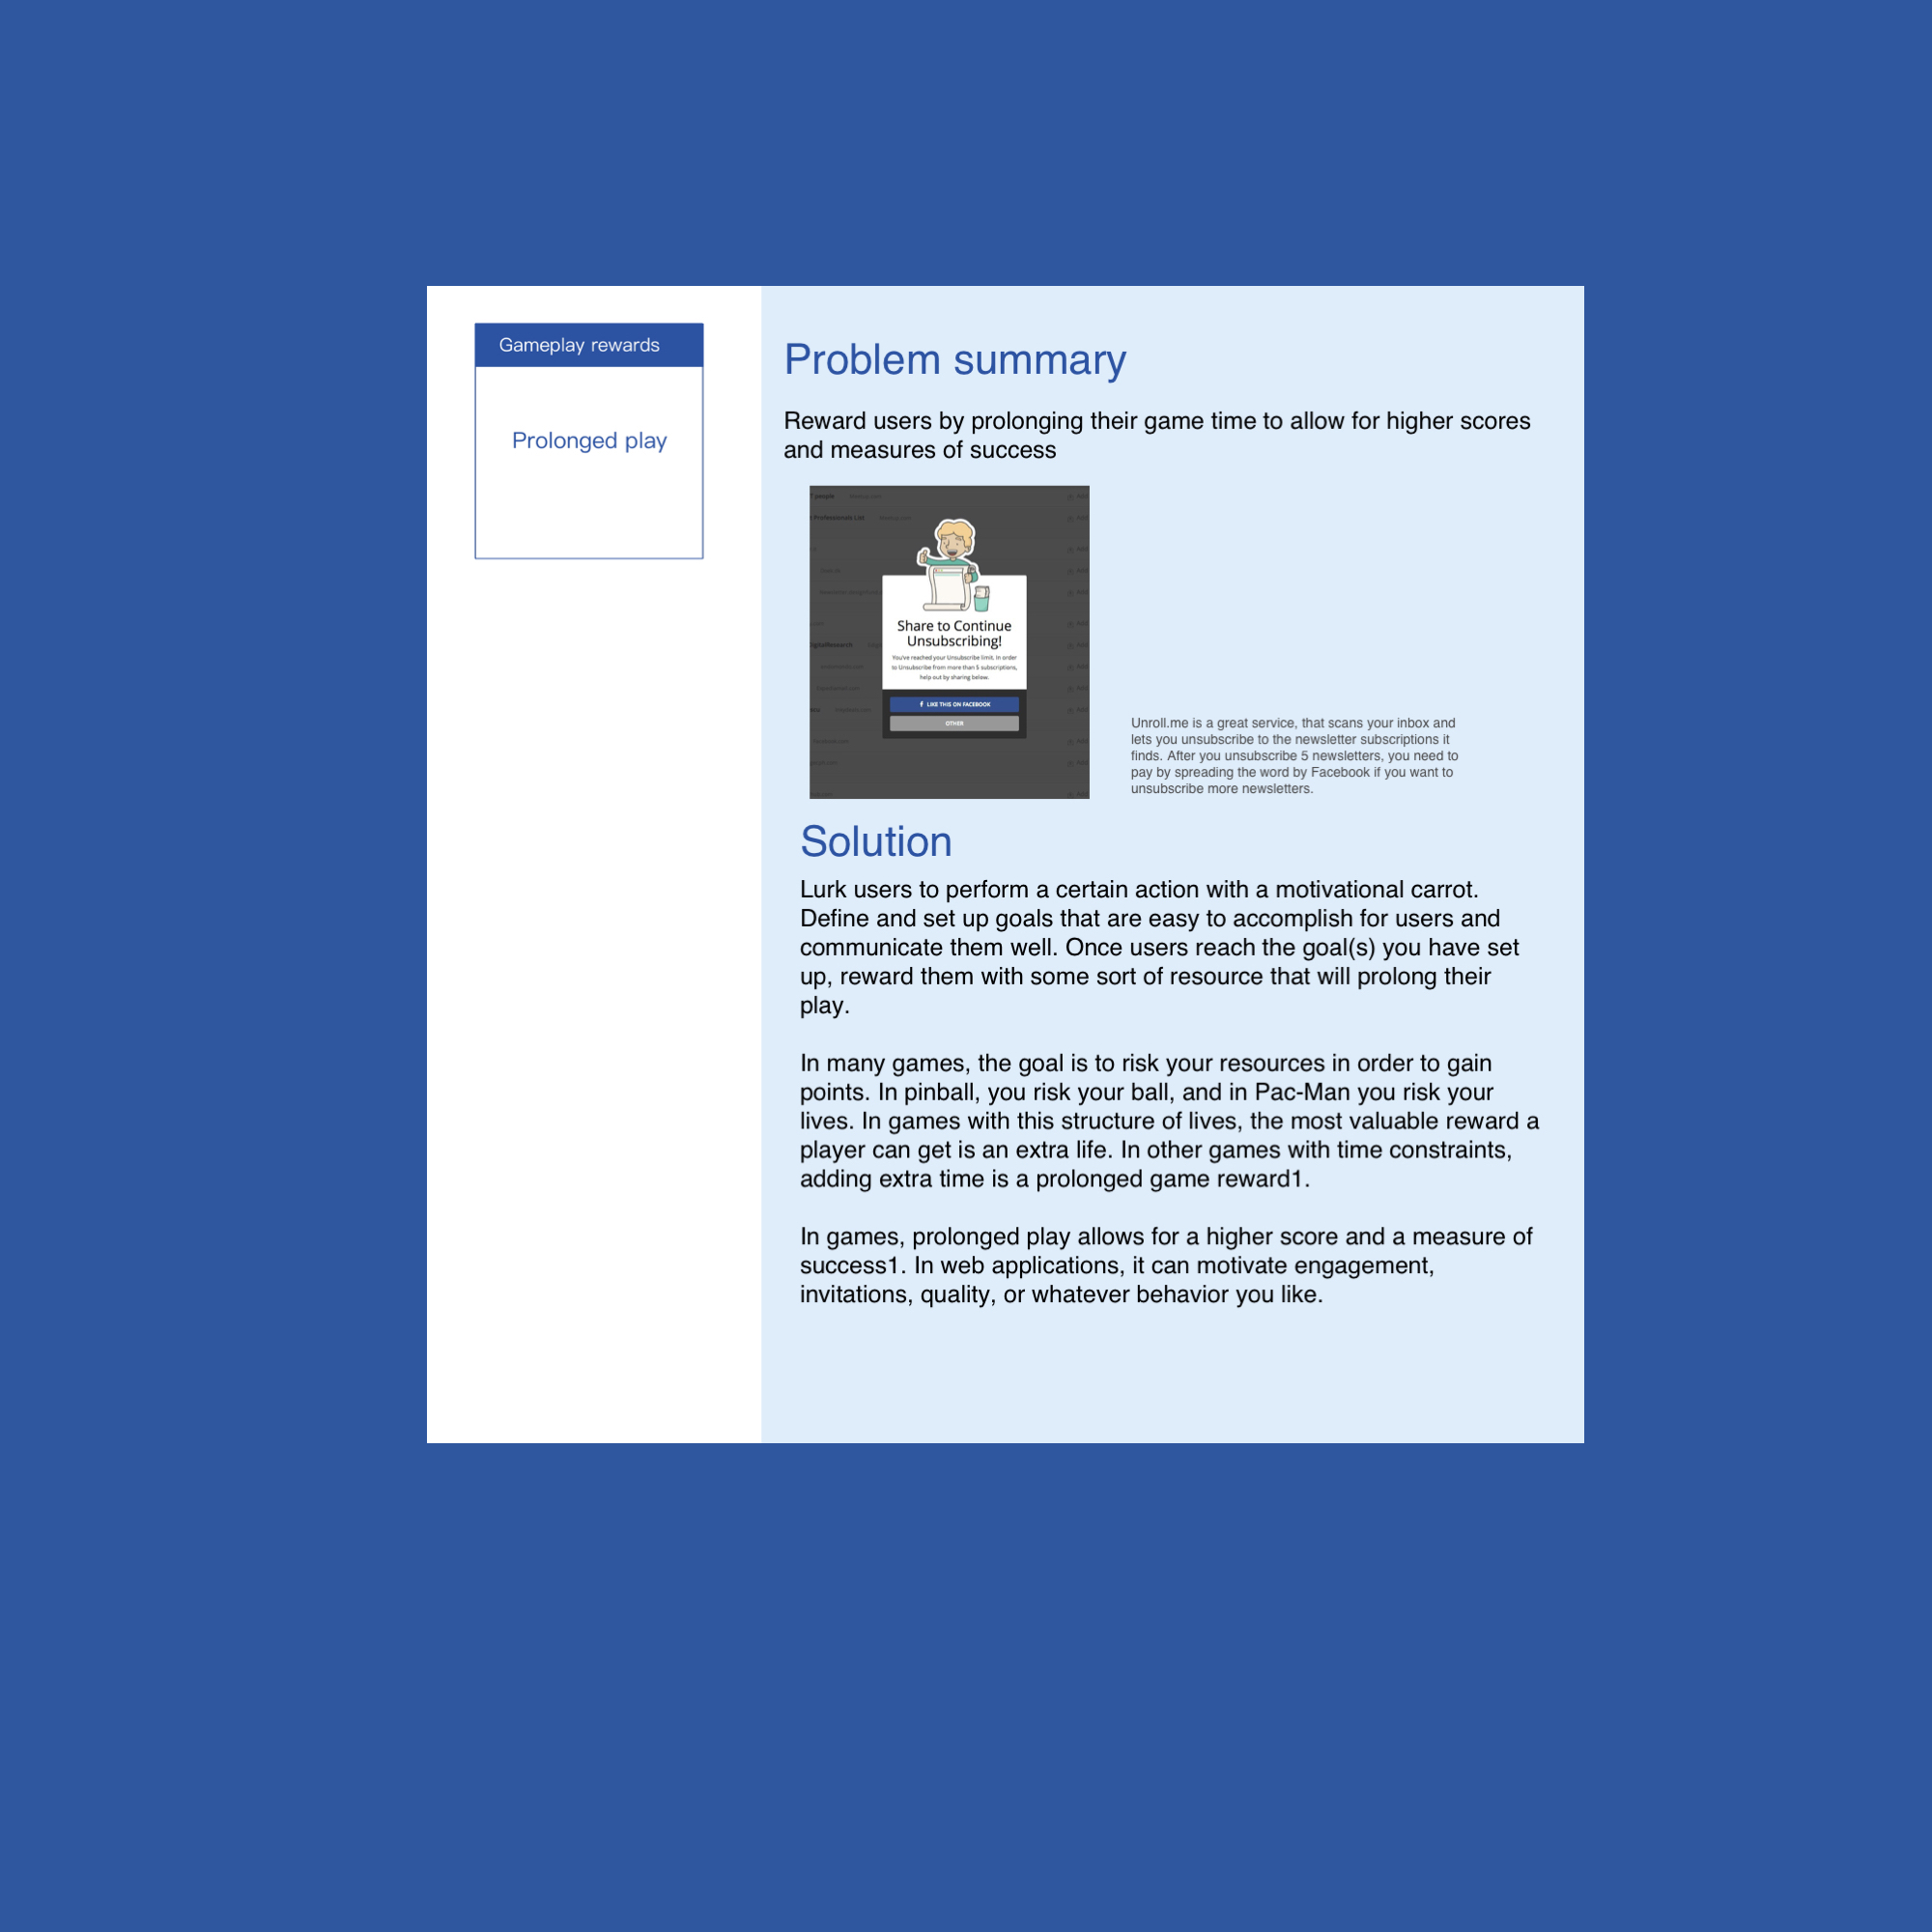 Gameplay rewards
Prolonged play
Problem summary
Reward users by prolonging their game time to allow for higher scores
and measures of success
people
Professionals List
Share to Continue
Unsubscribing!
You've reached your Unsubscribe limit. In order
to Unsubscribe from more than 5 subscriptions,
help out by sharing below.
LIKE THIS ON FACEBOOK
OTHER
Unroll.me is a great service, that scans your inbox and
lets you unsubscribe to the newsletter subscriptions it
finds. After you unsubscribe 5 newsletters, you need to
pay by spreading the word by Facebook if you want to
unsubscribe more newsletters.
Solution
Lurk users to perform a certain action with a motivational carrot.
Define and set up goals that are easy to accomplish for users and
communicate them well. Once users reach the goal(s) you have set
up, reward them with some sort of resource that will prolong their
play.
In many games, the goal is to risk your resources in order to gain
points. In pinball, you risk your ball, and in Pac-Man you risk your
lives. In games with this structure of lives, the most valuable reward a
player can get is an extra life. In other games with time constraints,
adding extra time is a prolonged game reward1.
In games, prolonged play allows for a higher score and a measure of
success1. In web applications, it can motivate engagement,
invitations, quality, or whatever behavior you like.